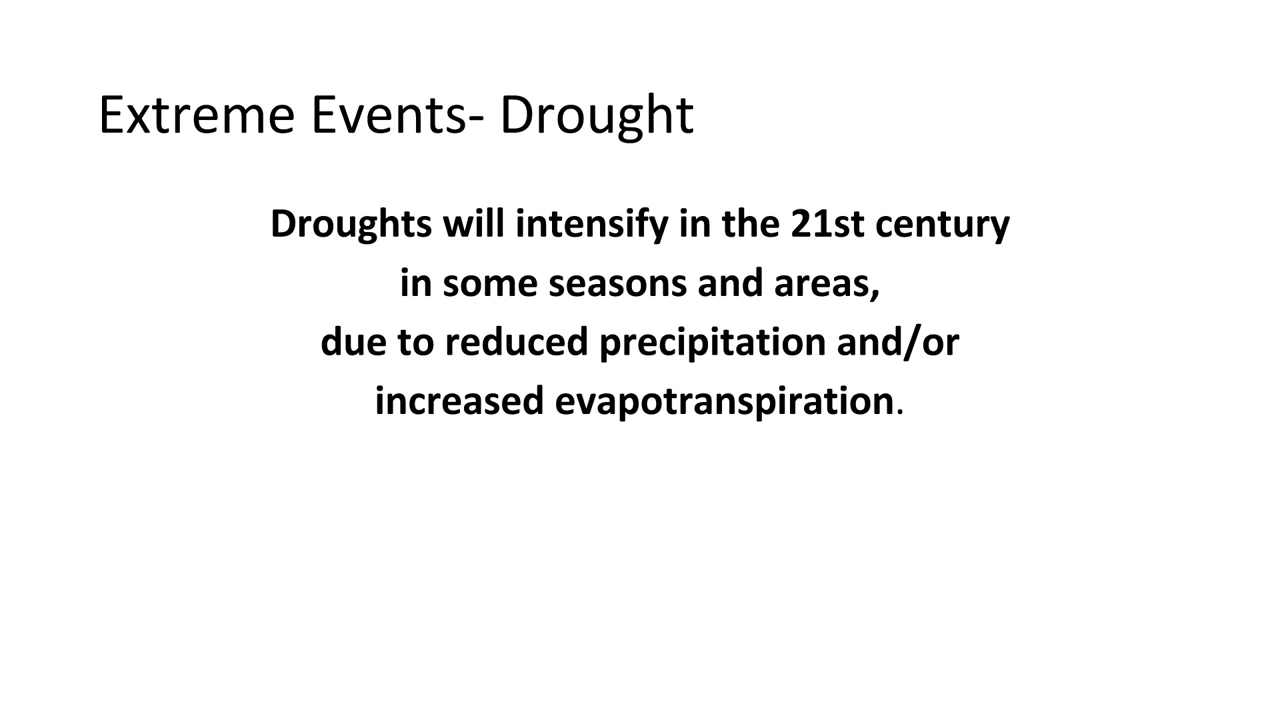 Extreme Events- Drought
Droughts will intensify in the 21st century
in some seasons and areas,
due to reduced precipitation and/or
increased evapotranspiration.